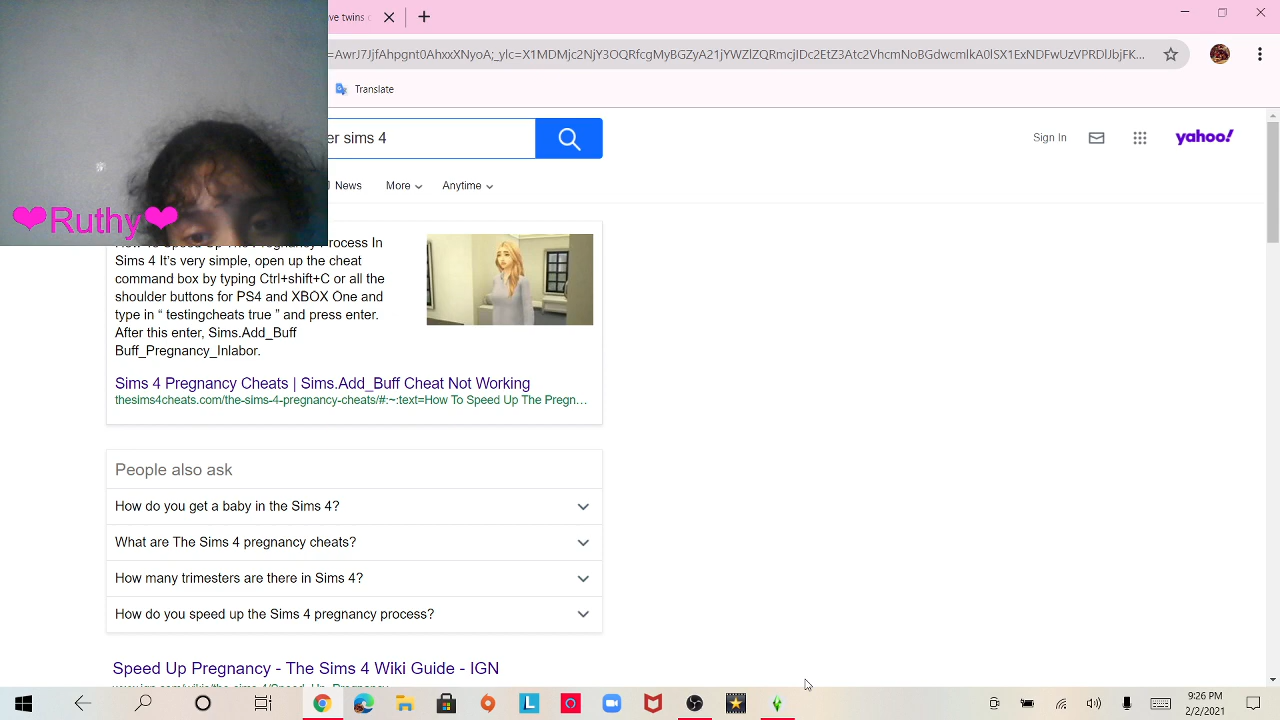 ve twins
=AwrJ7JjfAhpgnt0AhxxXNyoA_ylc=X1MDMjc2NjY3OQRfcgMyBGZyA21jYWZlZQRmcjIDc2EtZ3Atc2VhcmNoBGdwcmlkA0lSX1ExMDFwUzVPRDlJbjFK...
Translate
er sims 4
Sign In
yahoo!
News
More
Anytime
❤Ruthy❤
Process In
Sims 4 It's very simple, open up the cheat
command box by typing Ctrl+shift+C or all the
shoulder buttons for PS4 and XBOX One and
type in “ testingcheats true ” and press enter.
After this enter, Sims.Add_Buff
Buff_Pregnancy_Inlabor.
Sims 4 Pregnancy Cheats | Sims.Add_Buff Cheat Not Working
thesims4cheats.com/the-sims-4-pregnancy-cheats/#:~:text=How To Speed Up The Pregn…
People also ask
How do you get a baby in the Sims 4?
What are The Sims 4 pregnancy cheats?
How many trimesters are there in Sims 4?
How do you speed up the Sims 4 pregnancy process?
Speed Up Pregnancy - The Sims 4 Wiki Guide - IGN
9:26 PM
2/2/2021